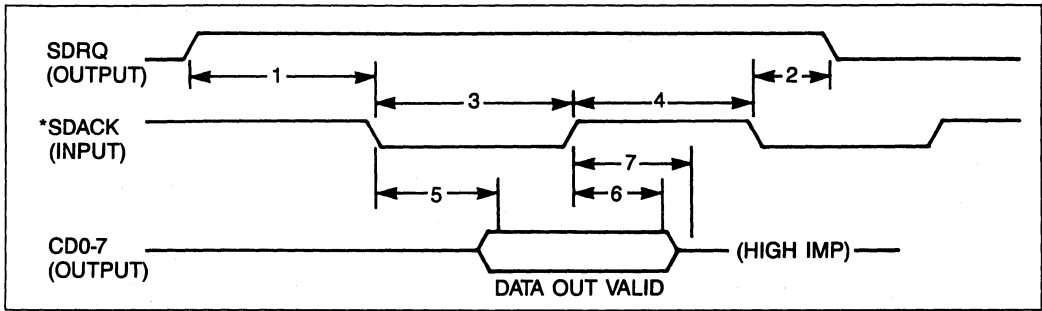 SDRQ
(OUTPUT)
1
2
3
4
*SDACK
(INPUT)
7
5
6
CD0-7
(OUTPUT)
(HIGH IMP)
DATA OUT VALID